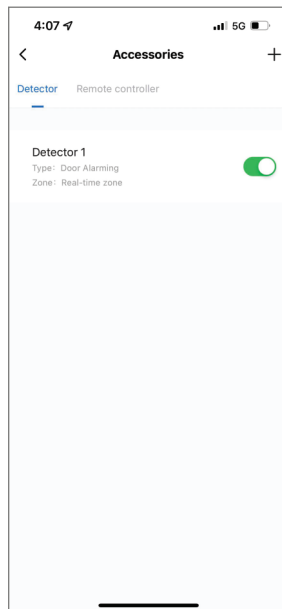 4:07 5G
Accessories
Detector Remote controller
Detector 1
Type: Door Alarming
Zone: Real-time zone